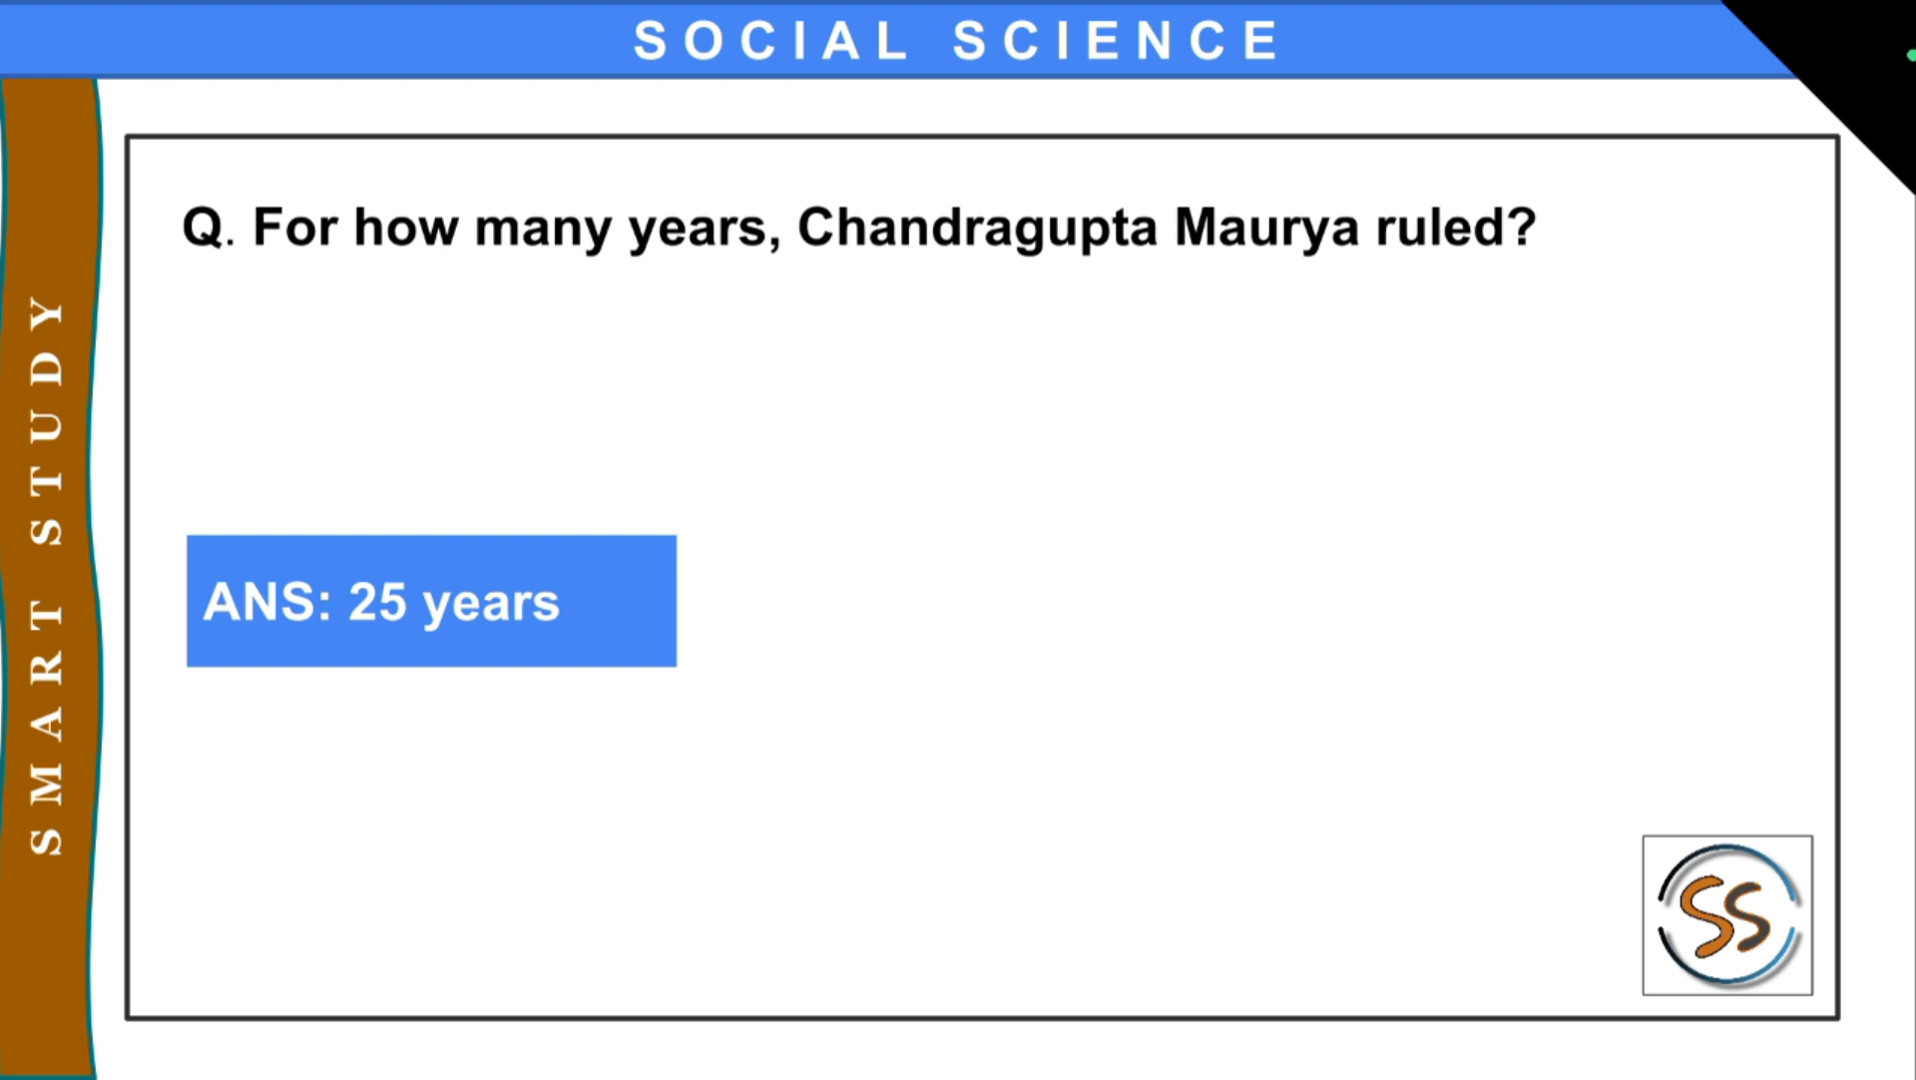 SOCIAL SCIENCE
SMART STUDY
Q. For how many years, Chandragupta Maurya ruled?
ANS: 25 years
SS